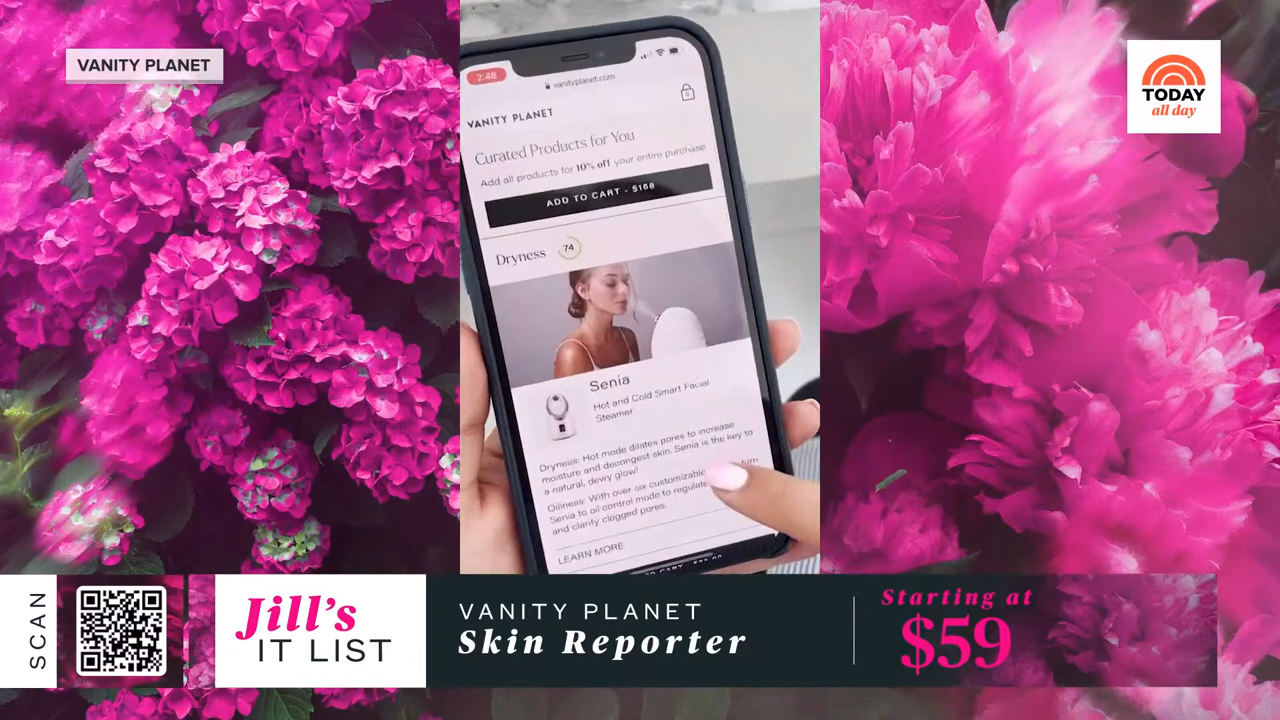 VANITY PLANET
TODAY
all day
2:48
vanityplanet.com
VANITY PLANET
Curated Products for You
Add all products for 10% off your entire purchase
ADD TO CART - $168
Dryness 74
Senia
Hot and Cold Smart Facial
Steamer
Dryness: Hot mode dilates pores to increase
moisture and decongest skin. Senia is the key to
a natural, dewy glow!
Oiliness: With over six customizable
Senia to oil control mode to regulate
and clarify clogged pores.
LEARN MORE
SCAN
Jill's
IT LIST
VANITY PLANET
Skin Reporter
Starting at
$59